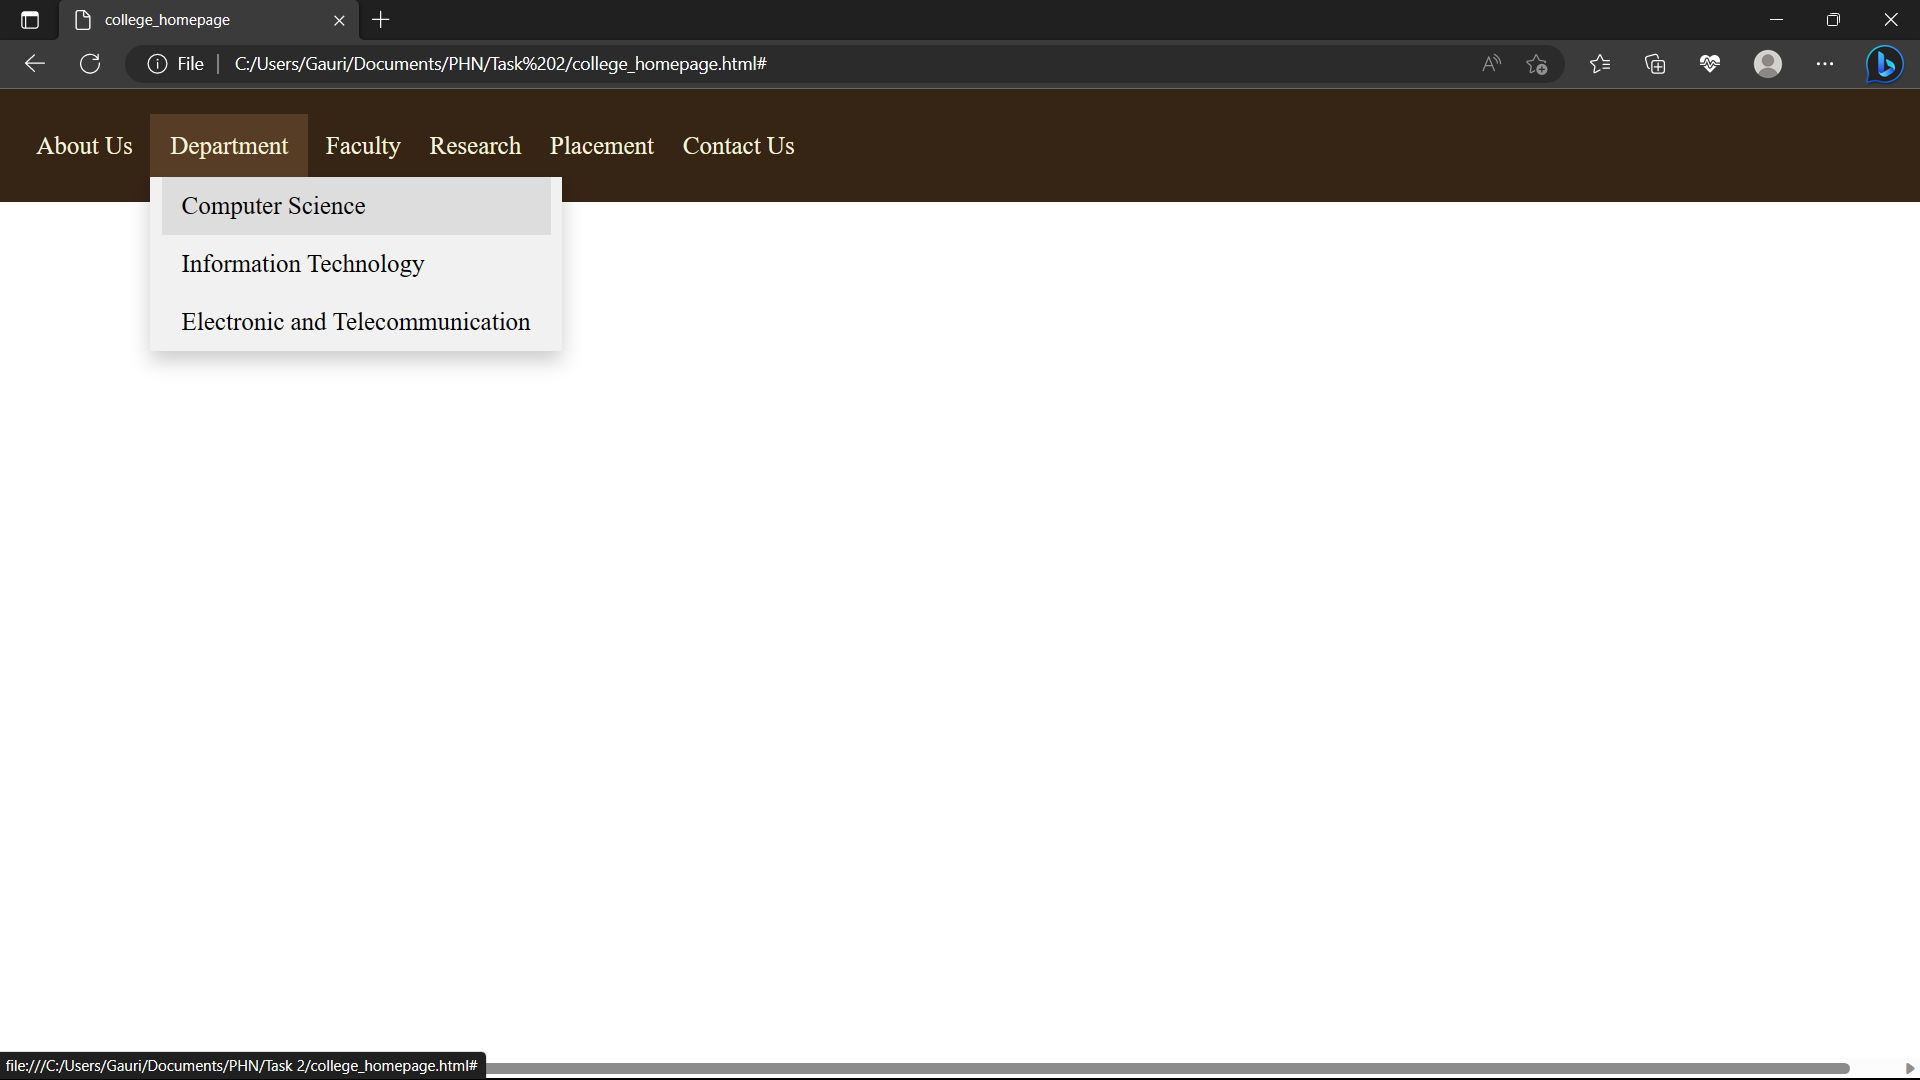 college_homepage
File C:/Users/Gauri/Documents/PHN/Task%202/college_homepage.html#
About Us Department Faculty Research Placement Contact Us
Computer Science
Information Technology
Electronic and Telecommunication
file:///C:/Users/Gauri/Documents/PHN/Task 2/college_homepage.html#